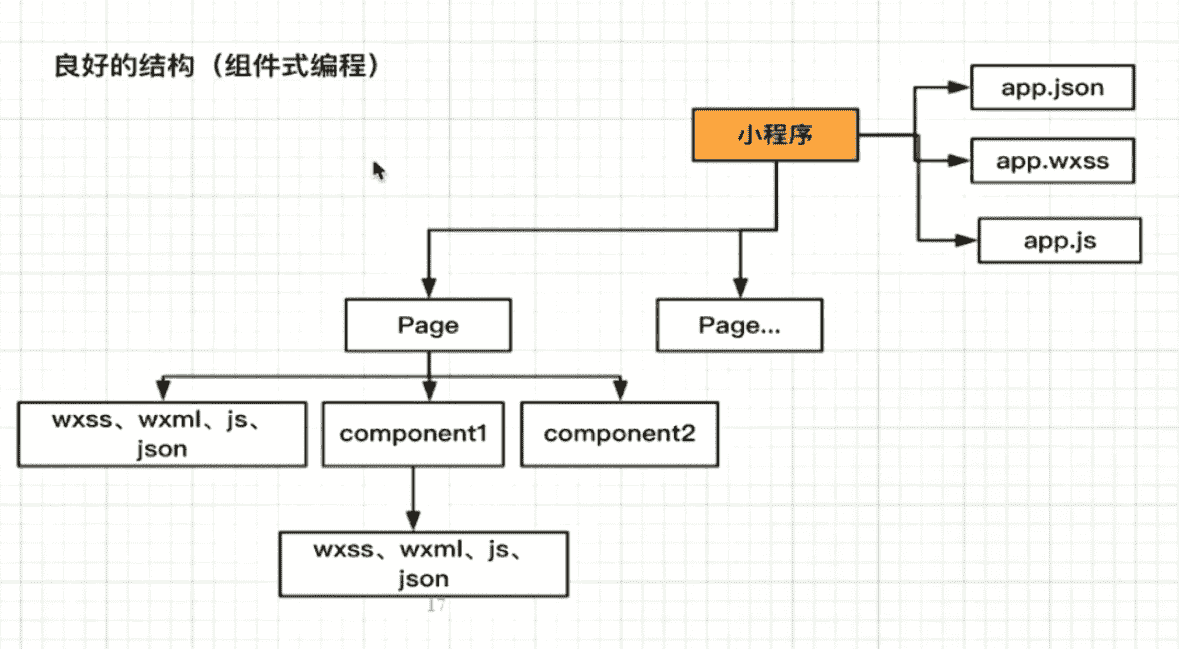 良好的结构（组件式编程）
小程序
app.json
app.wxss
app.js
Page
Page...
wxss、wxml、js、
json
component1
component2
wxss、wxml、js、
json
17